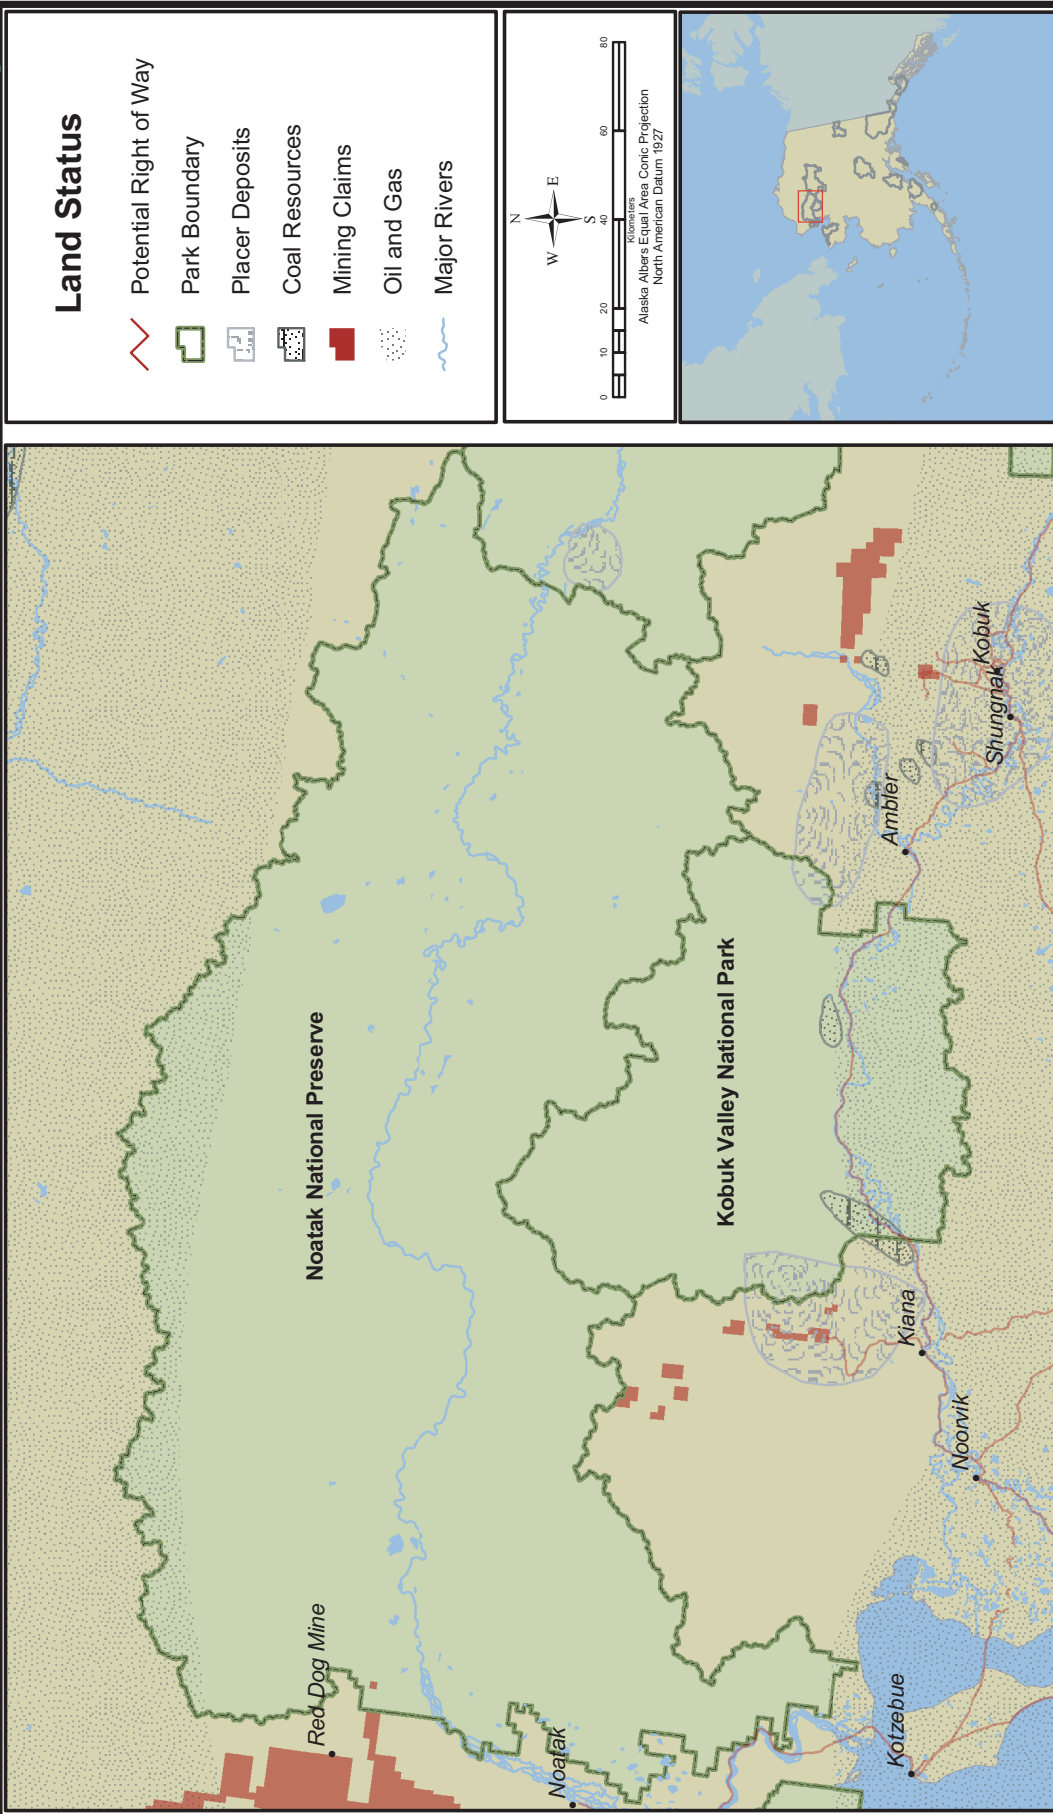 Land Status
Potential Right of Way
Park Boundary
Placer Deposits
Coal Resources
Mining Claims
Oil and Gas
Major Rivers
N
W
E
S
0
10
20
40
60
80
Kilometers
Alaska Albers Equal Area Conic Projection
North American Datum 1927
Noatak National Preserve
Kobuk Valley National Park
Red Dog Mine
Noatak
Kotzebue
Noorvik
Kiana
Ambler
Shungnak
Kobuk